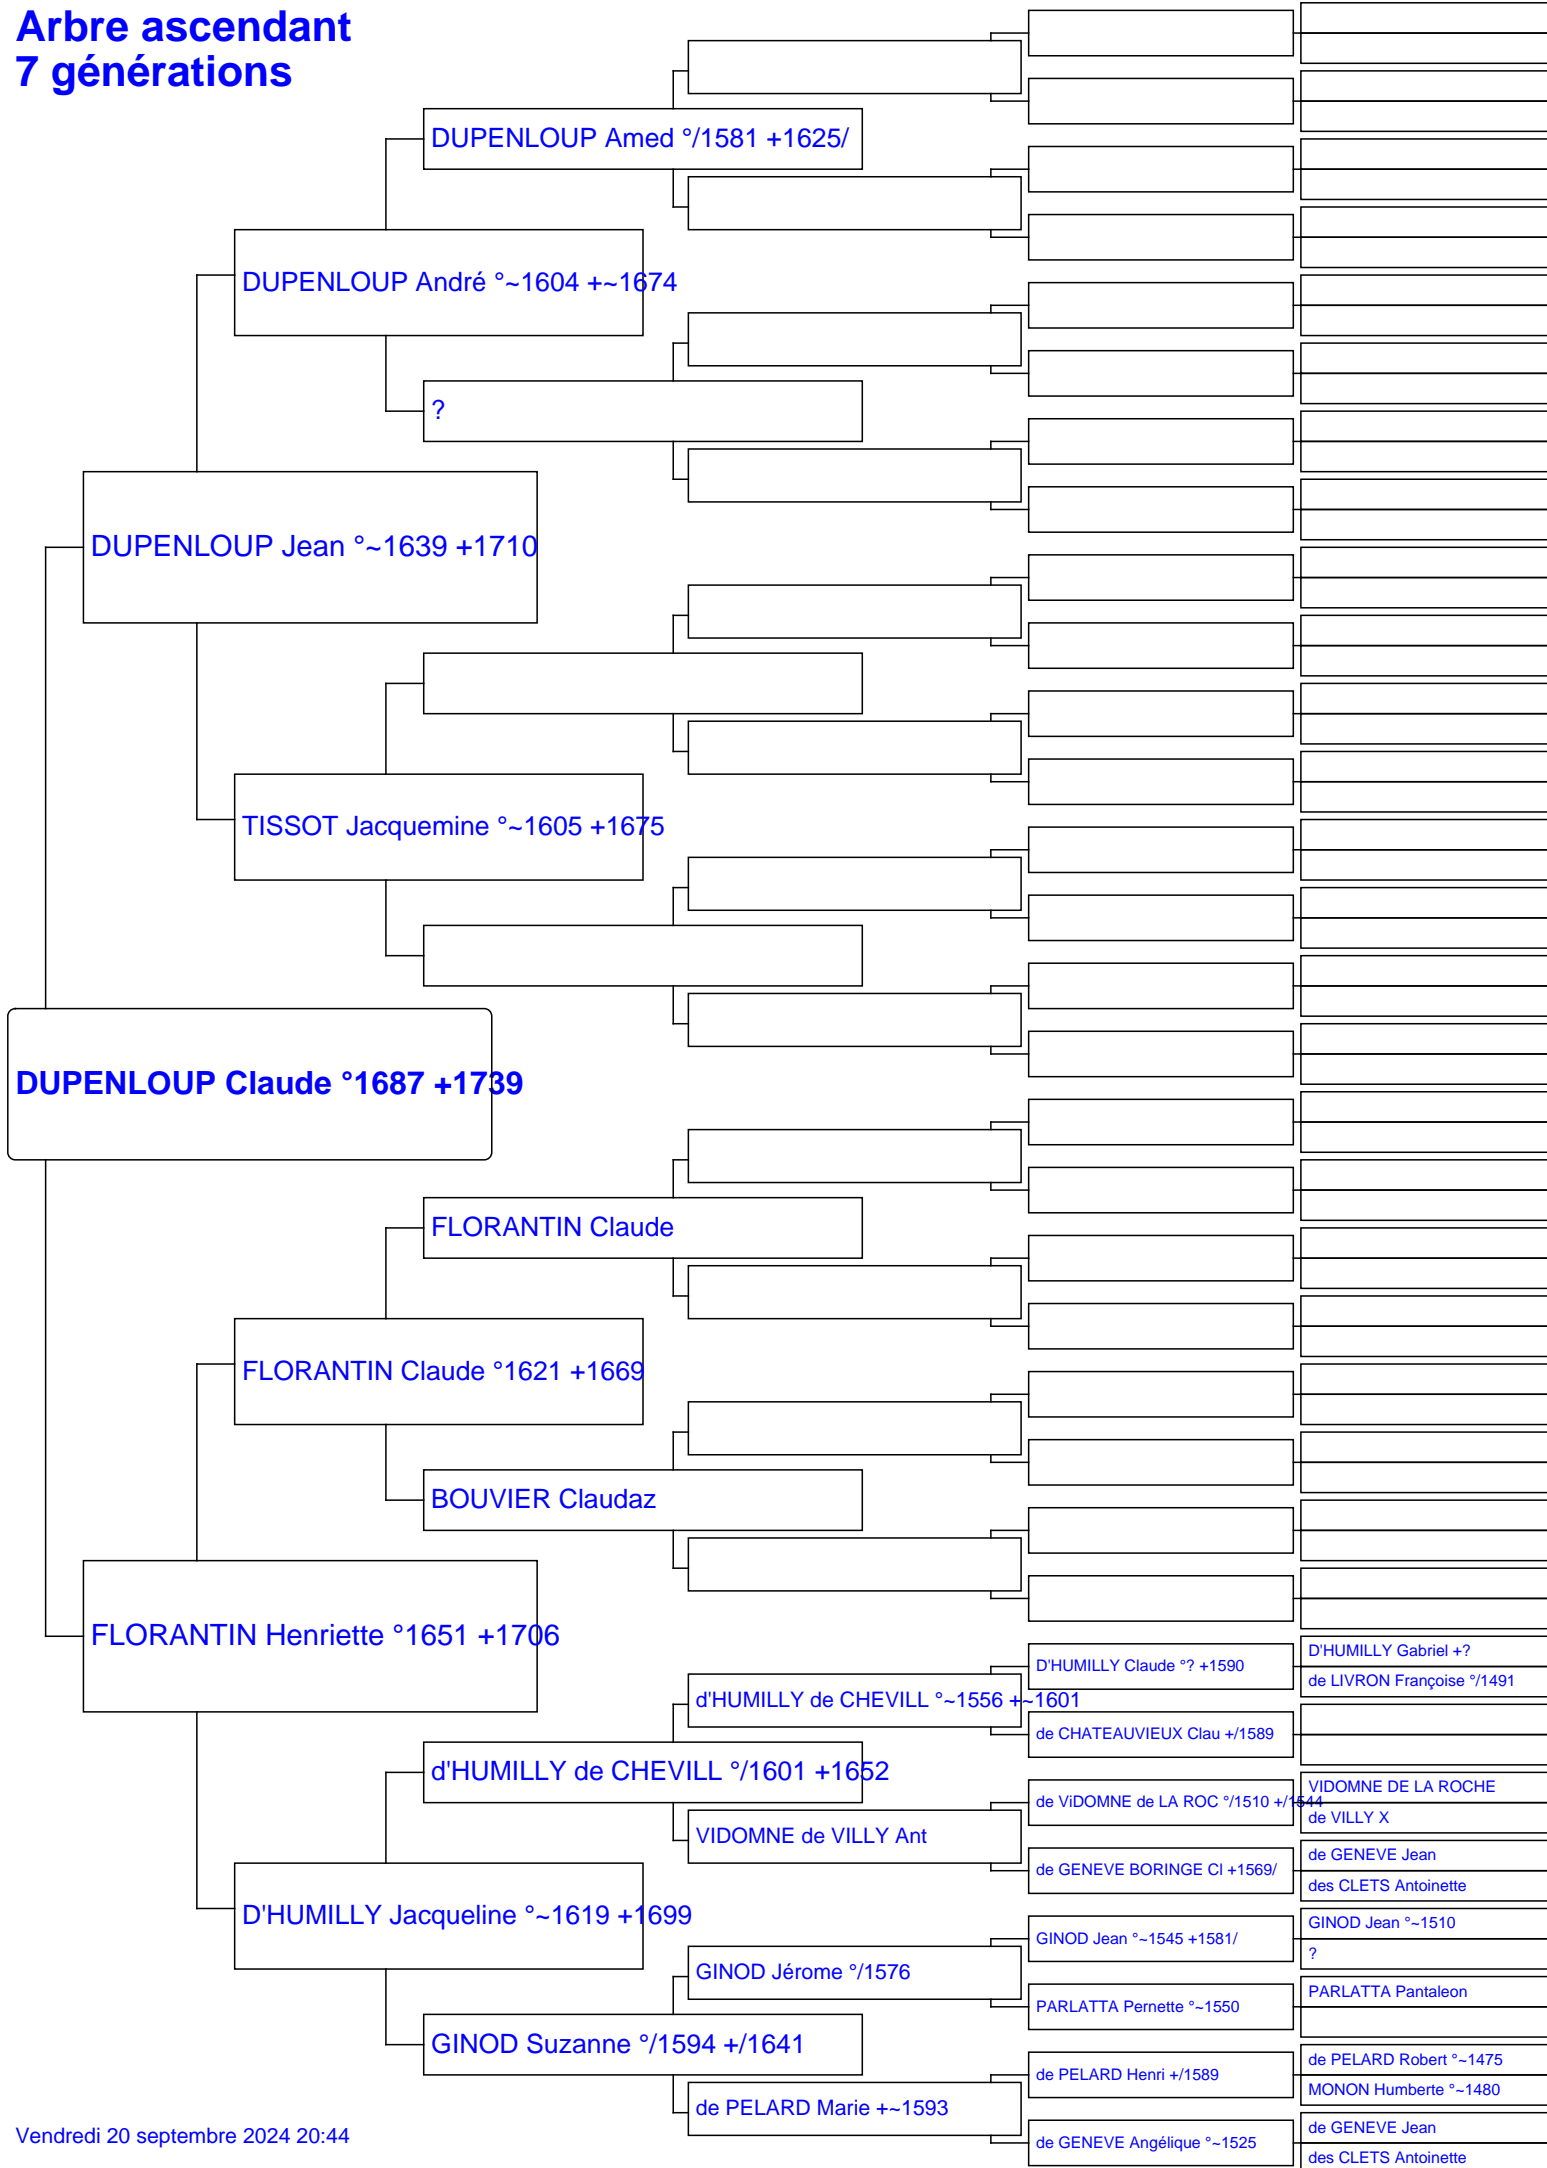 Arbre ascendant
7 générations
DUPENLOUP Amed °/1581 +1625/
DUPENLOUP André °~1604 +~1674
?
DUPENLOUP Jean °~1639 +1710
TISSOT Jacquemine °~1605 +1675
DUPENLOUP Claude °1687 +1739
FLORANTIN Claude
FLORANTIN Claude °1621 +1669
BOUVIER Claudaz
FLORANTIN Henriette °1651 +1706
D'HUMILLY Gabriel +?
D'HUMILLY Claude °? +1590
de LIVRON Françoise °/1491
d'HUMILLY de CHEVILL °~1556 +~1601
de CHATEAUVIEUX Clau +/1589
d'HUMILLY de CHEVILL °/1601 +1652
VIDOMNE DE LA ROCHE
de ViDOMNE de LA ROC °/1510 +/1544
de VILLY X
VIDOMNE de VILLY Ant
de GENEVE Jean
de GENEVE BORINGE Cl +1569/
des CLETS Antoinette
D'HUMILLY Jacqueline °~1619 +1699
GINOD Jean °~1510
GINOD Jean °~1545 +1581/
?
GINOD Jérome °/1576
PARLATTA Pantaleon
PARLATTA Pernette °~1550
GINOD Suzanne °/1594 +/1641
de PELARD Robert °~1475
de PELARD Henri +/1589
MONON Humberte °~1480
de PELARD Marie +~1593
de GENEVE Jean
de GENEVE Angélique °~1525
des CLETS Antoinette
Vendredi 20 septembre 2024 20:44